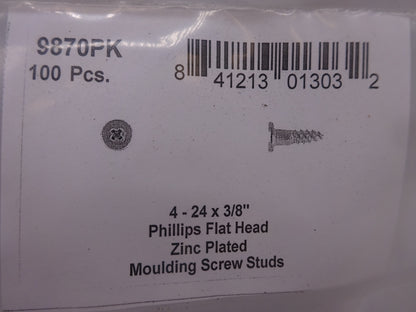 9870PK
100 Pcs.
8 41213 01303 2
4 - 24 x 3/8"
Phillips Flat Head
Zinc Plated
Moulding Screw Studs